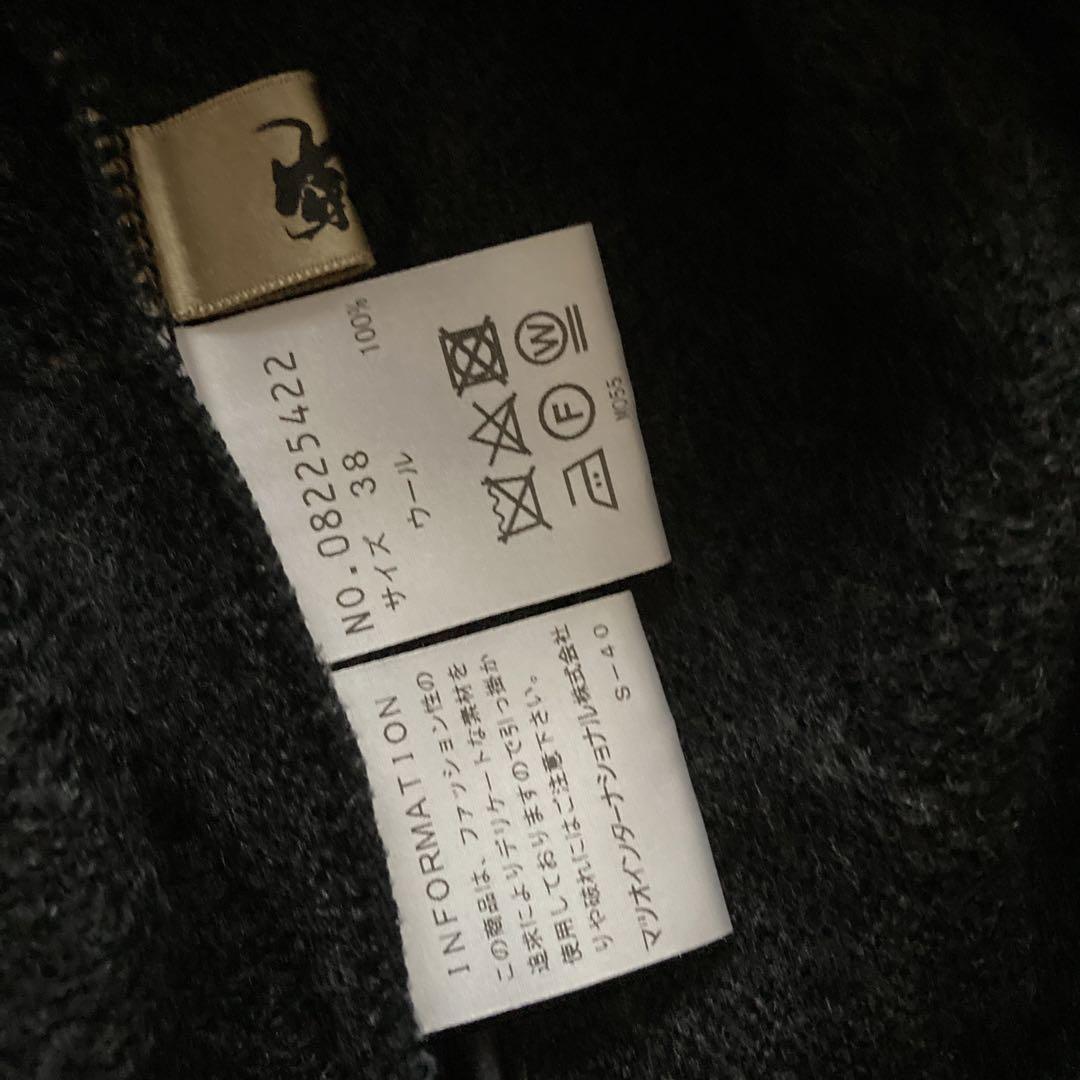 NO.08225422
サイズ 38
ウール 100%
W
F
W055
INFORMATION
この商品は、ファッション性の
追求によりデリケートな素材を
使用しておりますので引っ掛か
りや破れにはご注意下さい。
マツオインターナショナル株式会社
S-40